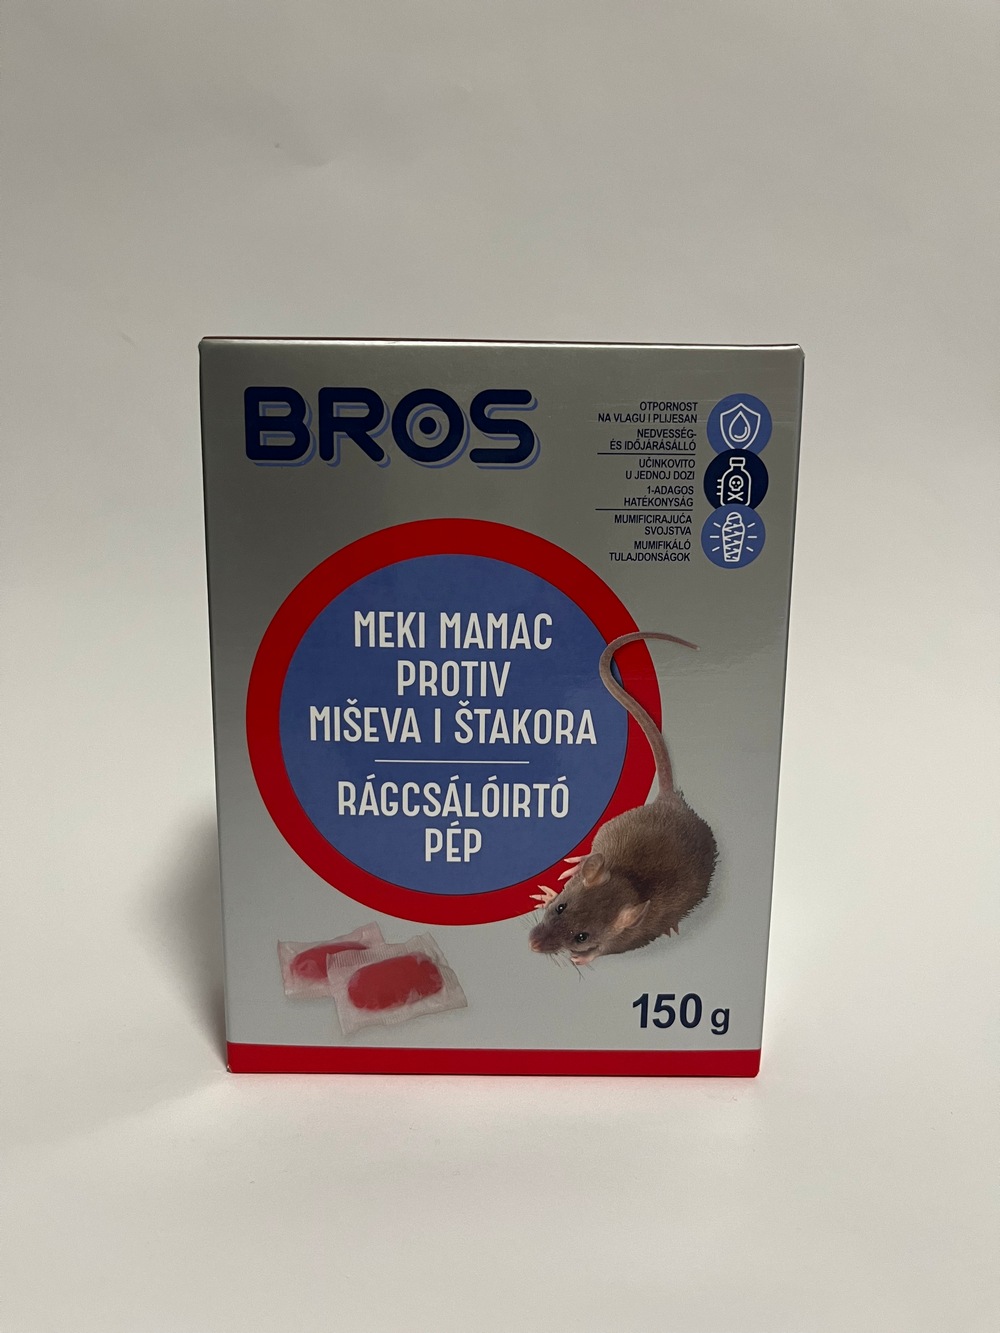 BROS
OTPORNOST
NA VLAGU I PLIJESAN
NEDVESSÉG-
ÉS IDŐJÁRÁSÁLLÓ
UČINKOVITO
U JEDNOJ DOZI
1-ADAGOS
HATÉKONYSÁG
MUMIFICIRAJUĆA
SVOJSTVA
MUMIFIKÁLÓ
TULAJDONSÁGOK
MEKI MAMAC
PROTIV
MIŠEVA I ŠTAKORA
RÁGCSÁLÓIRTÓ
PÉP
150 g